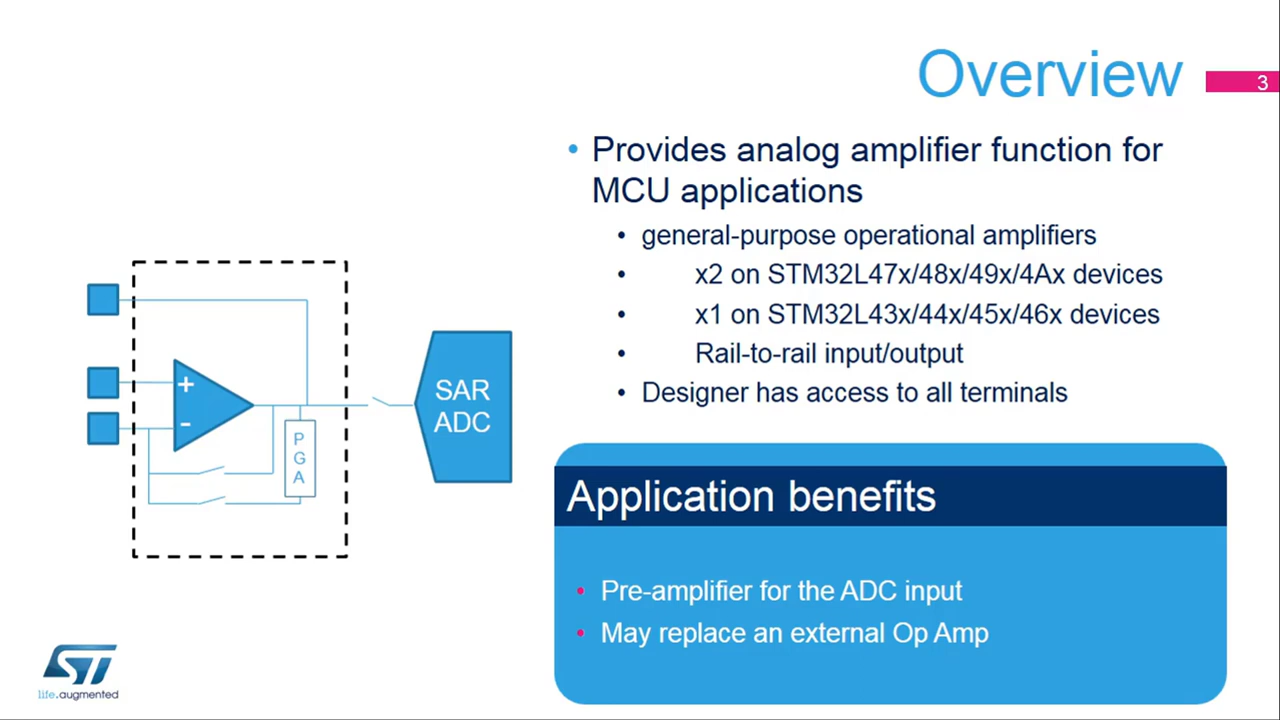 Overview
3
• Provides analog amplifier function for
MCU applications
• general-purpose operational amplifiers
• x2 on STM32L47x/48x/49x/4Ax devices
• x1 on STM32L43x/44x/45x/46x devices
• Rail-to-rail input/output
• Designer has access to all terminals
+
-
P
G
A
SAR
ADC
Application benefits
• Pre-amplifier for the ADC input
• May replace an external Op Amp
ST
life.augmented